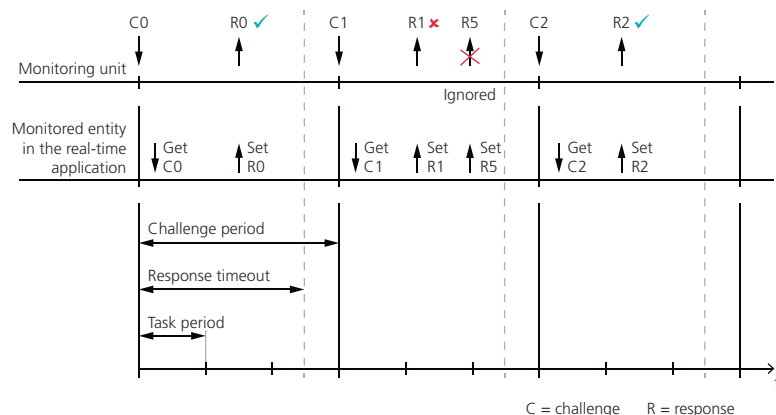 C0 R0 ✓ C1 R1 ✗ R5 C2 R2 ✓
Monitoring unit
Ignored
Monitored entity
in the real-time
application
Get
C0
Set
R0
Get
C1
Set
R1
Set
R5
Get
C2
Set
R2
Challenge period
Response timeout
Task period
t
C = challenge R = response